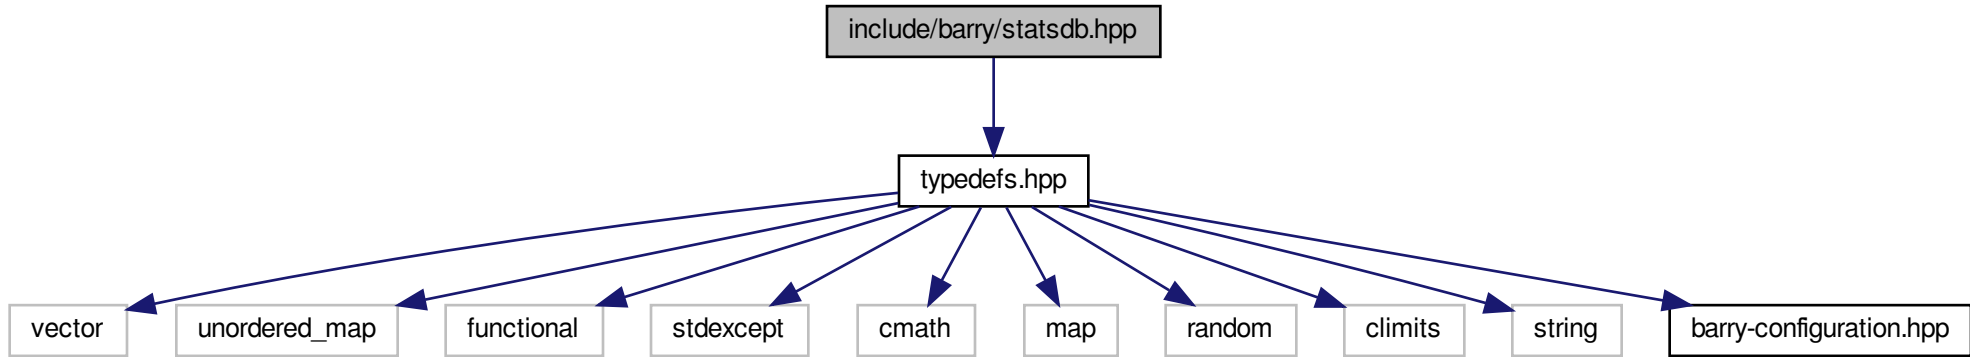 include/barry/statsdb.hpp
typedefs.hpp
vector
unordered_map
functional
stdexcept
cmath
map
random
climits
string
barry-configuration.hpp